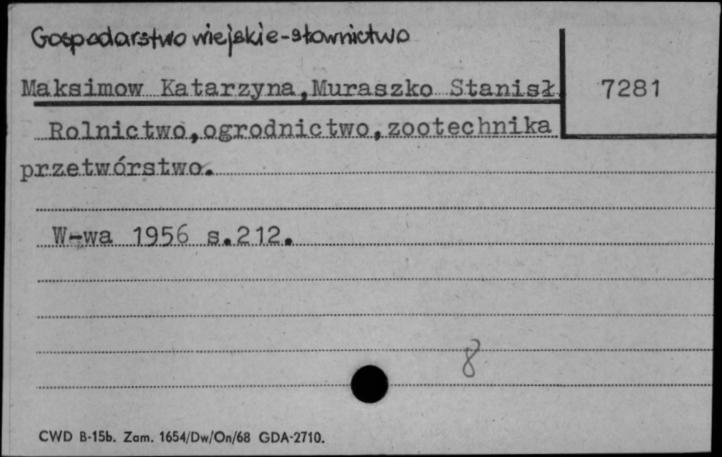 Gospodarstwo wiejskie-słownictwo
Maksimow Katarzyna,Muraszko Stanisł.
7281
Rolnictwo,ogrodnictwo,zootechnika
przetwórstwo.
W-wa 1956 s.212.
8
CWD B-15b. Zam. 1654/Dw/On/68 GDA-2710.